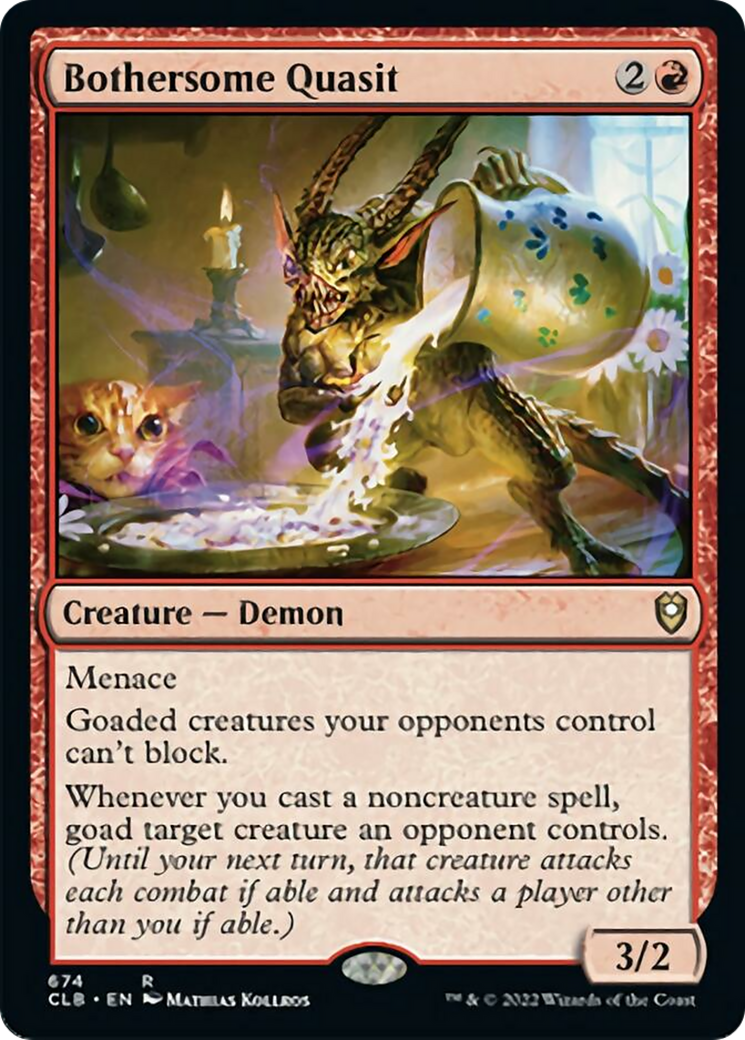 Bothersome Quasit 2
Creature — Demon
Menace
Goaded creatures your opponents control
can't block.
Whenever you cast a noncreature spell,
goad target creature an opponent controls.
(Until your next turn, that creature attacks
each combat if able and attacks a player other
than you if able.)
3/2
674 R
CLB • EN Mathias Kollros ™ & © 2022 Wizards of the Coast